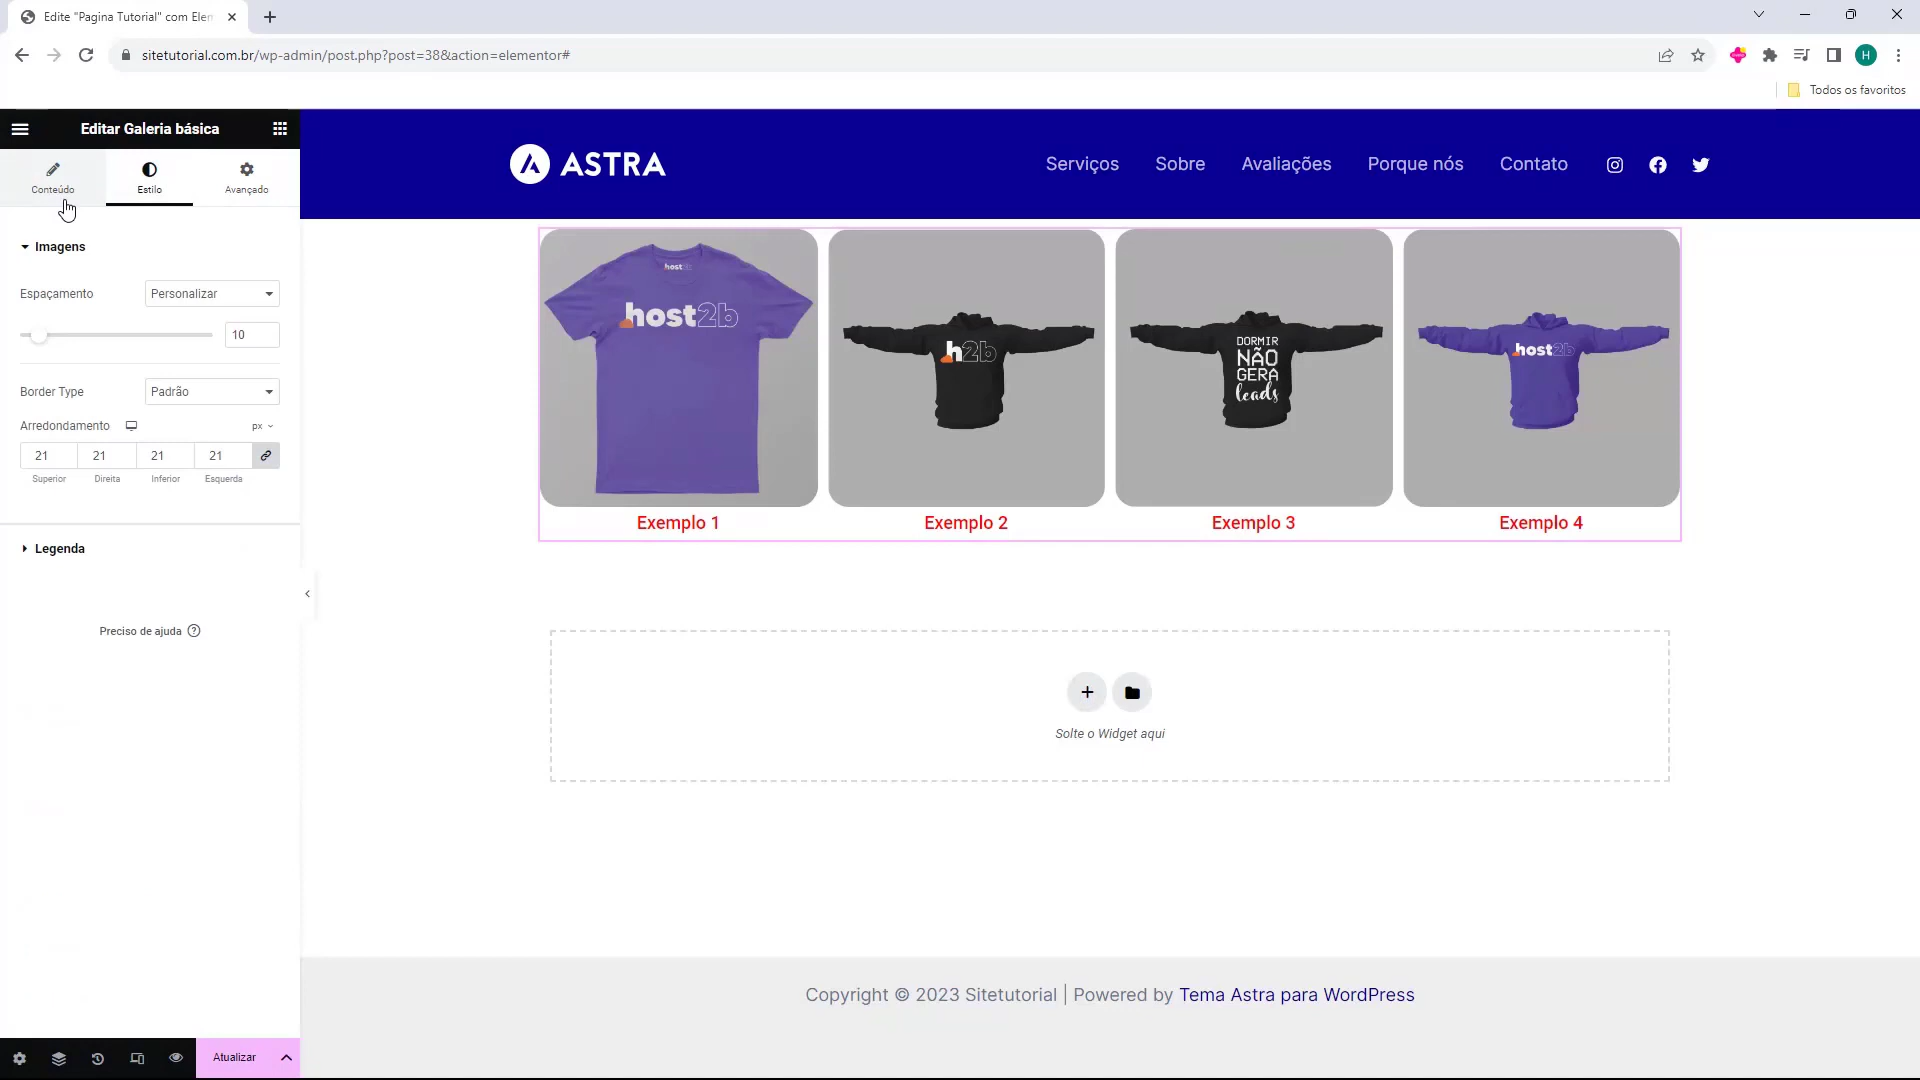 Edite "Pagina Tutorial" com Elem
sitetutorial.com.br/wp-admin/post.php?post=38&action=elementor#
H
Todos os favoritos
Editar Galeria básica
Conteúdo
Estilo
Avançado
ASTRA
Serviços
Sobre
Avaliações
Porque nós
Contato
Imagens
Espaçamento
Personalizar
10
Border Type
Padrão
Arredondamento
px
21
21
21
21
Superior
Direita
Inferior
Esquerda
Legenda
Preciso de ajuda
host2b
host2b
h2b
DORMIR
NÃO
GERA
leads
host2b
Exemplo 1
Exemplo 2
Exemplo 3
Exemplo 4
Solte o Widget aqui
Copyright © 2023 Sitetutorial | Powered by Tema Astra para WordPress
Atualizar